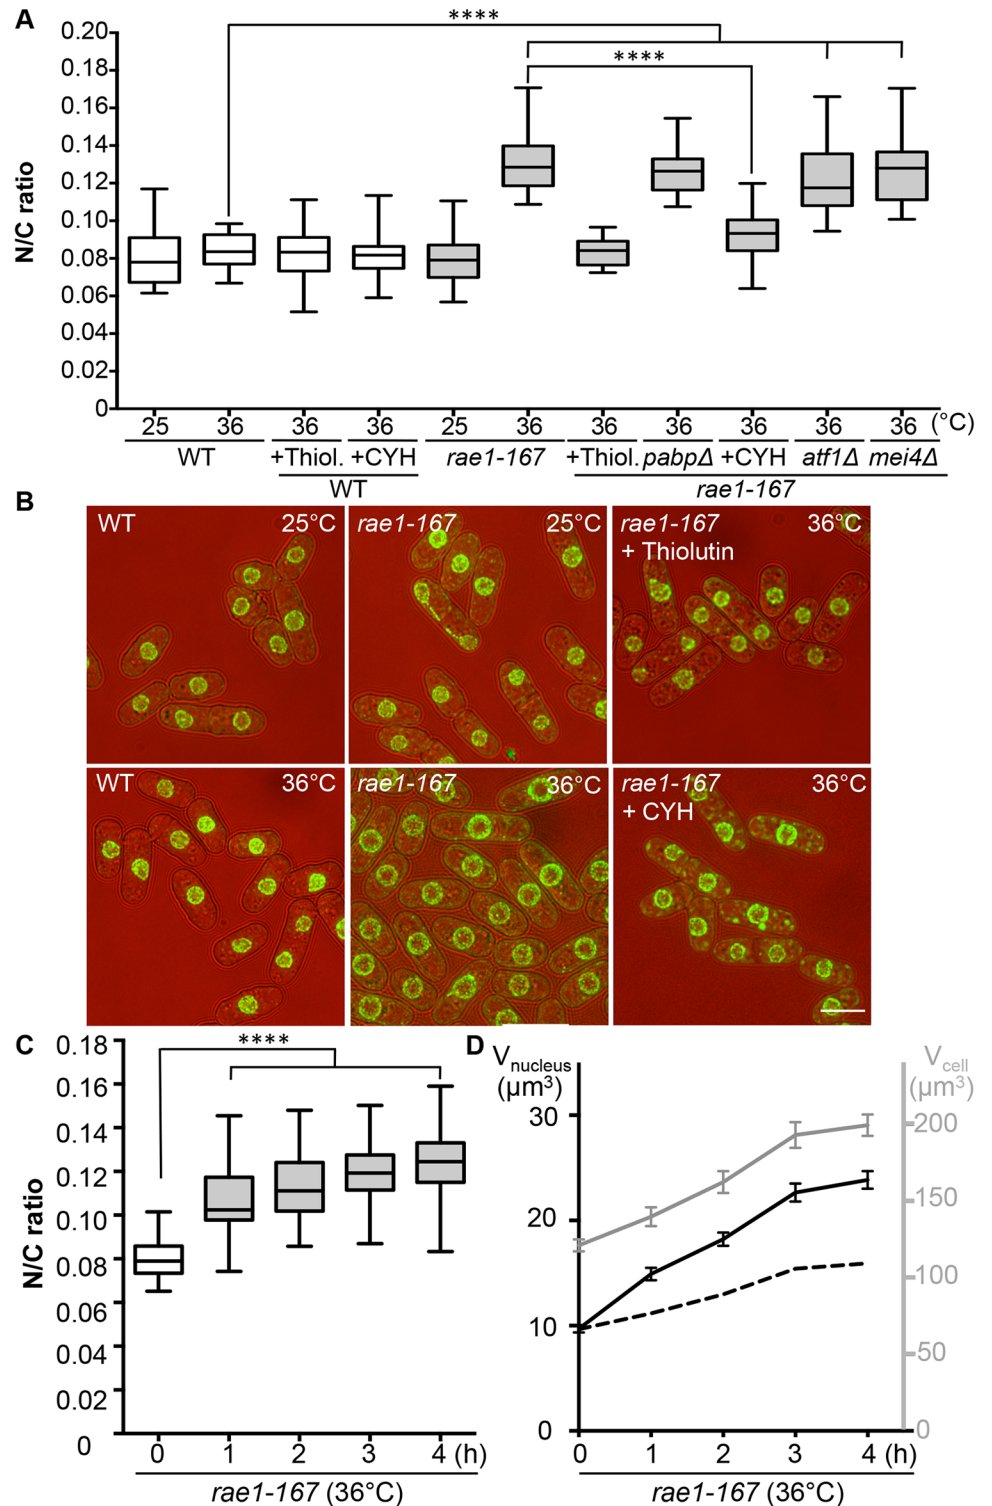 A
****
****
N/C ratio
0.20
0.18
0.16
0.14
0.12
0.10
0.08
0.06
0.04
0.02
0
25 36 36 36 25 36 36 36 36 36 36 (°C)
WT +Thiol. +CYH rae1-167 +Thiol. pabpΔ +CYH atf1Δ mei4Δ
WT rae1-167
B
WT 25°C
rae1-167 25°C
rae1-167 36°C
+ Thiolutin
WT 36°C
rae1-167 36°C
rae1-167 36°C
+ CYH
C
****
N/C ratio
0.18
0.16
0.14
0.12
0.10
0.08
0.06
0.04
0.02
0
0 1 2 3 4 (h)
rae1-167 (36°C)
D
Vnucleus
(µm³)
Vcell
(µm³)
30
20
10
0
200
150
100
50
0
0 1 2 3 4 (h)
rae1-167 (36°C)